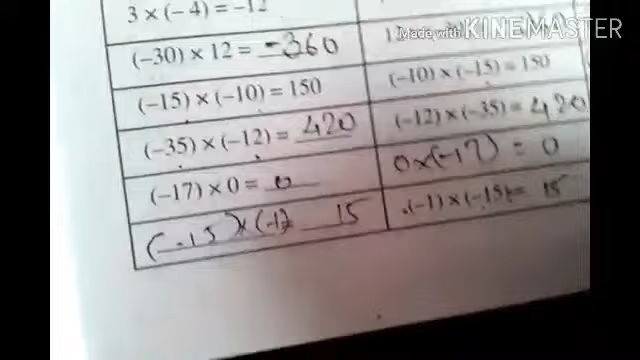 3 × (−4) = −12
Made with KINEMASTER
(−30) × 12 = −360
(−15) × (−10) = 150
(−10) × (−15) = 150
(−35) × (−12) = 420
(−12) × (−35) = 420
(−17) × 0 = 0
0×(−17) = 0
(−15)×(−1)= 15
(−1) × (−15)= 15